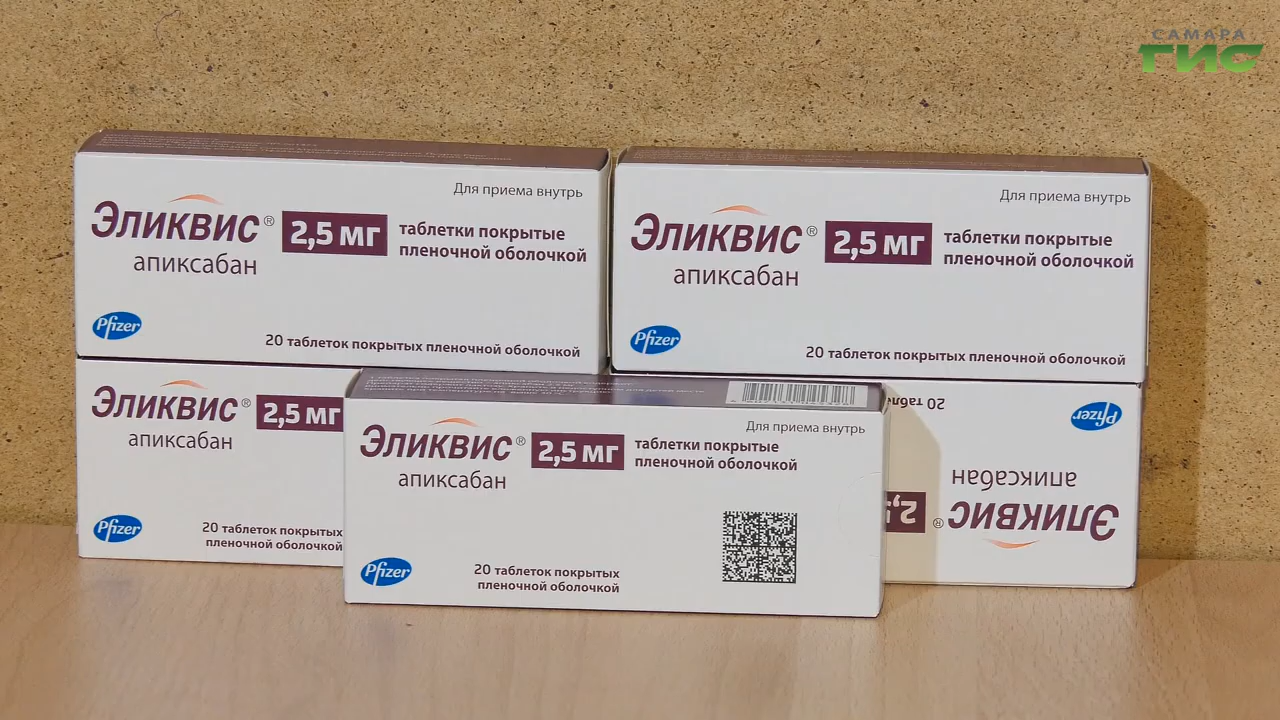 САМАРА
ГИС
Для приема внутрь
Эликвис® 2,5 мг таблетки покрытые
пленочной оболочкой
апиксабан
Pfizer
20 таблеток покрытых пленочной оболочкой
Для приема внутрь
Эликвис® 2,5 мг таблетки покрытые
пленочной оболочкой
апиксабан
Pfizer
20 таблеток покрытых пленочной оболочкой
Эликвис® 2,5 мг
апиксабан
Pfizer
20 таблеток покрытых
пленочной оболочкой
Для приема внутрь
Эликвис® 2,5 мг таблетки покрытые
пленочной оболочкой
апиксабан
Pfizer
20 таблеток покрытых
пленочной оболочкой
Эликвис®
апиксабан
Pfizer